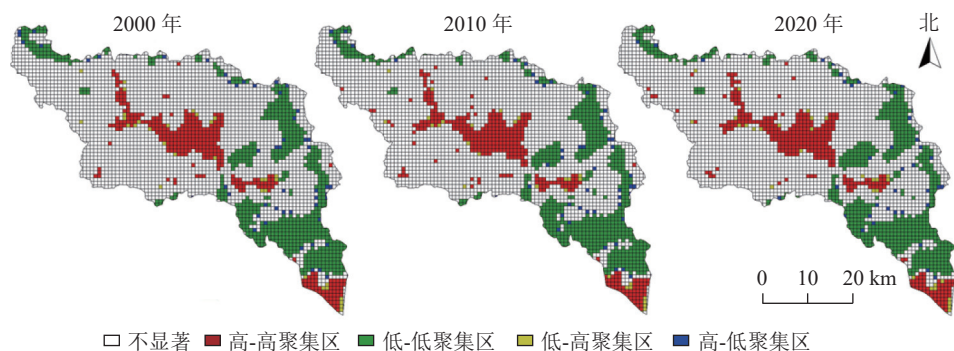 2000 年 2010 年 2020 年 北
0 10 20 km
不显著 高-高聚集区 低-低聚集区 低-高聚集区 高-低聚集区